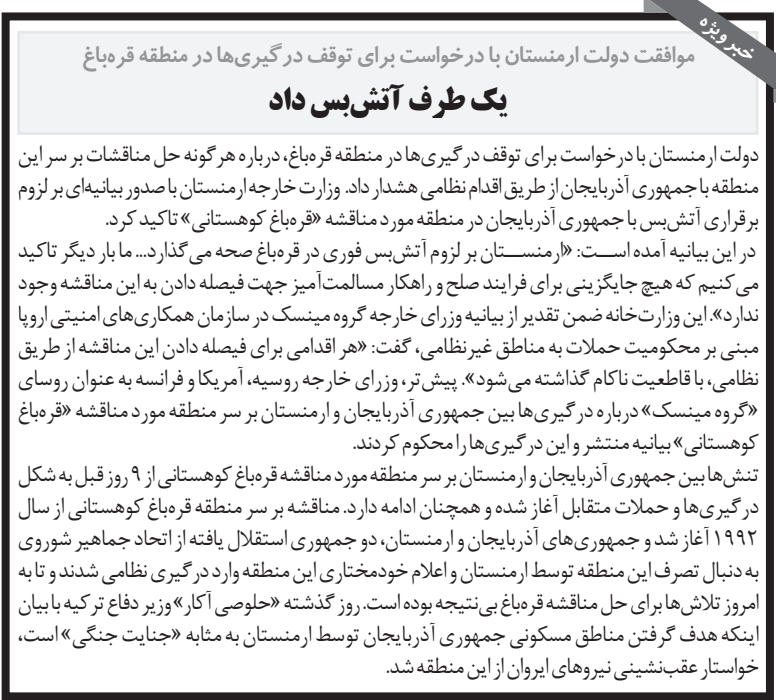 خبر ویژه
موافقت دولت ارمنستان با درخواست برای توقف درگیری‌ها در منطقه قره‌باغ
یک طرف آتش‌بس داد
دولت ارمنستان با درخواست برای توقف درگیری‌ها در منطقه قره‌باغ، درباره هرگونه حل مناقشات بر سر این
منطقه با جمهوری آذربایجان از طریق اقدام نظامی هشدار داد. وزارت خارجه ارمنستان با صدور بیانیه‌ای بر لزوم
برقراری آتش‌بس با جمهوری آذربایجان در منطقه مورد مناقشه «قره‌باغ کوهستانی» تاکید کرد.
در این بیانیه آمده اســت: «ارمنســتان بر لزوم آتش‌بس فوری در قره‌باغ صحه می‌گذارد... ما بار دیگر تاکید
می‌کنیم که هیچ جایگزینی برای فرایند صلح و راهکار مسالمت‌آمیز جهت فیصله دادن به این مناقشه وجود
ندارد». این وزارت‌خانه ضمن تقدیر از بیانیه وزرای خارجه گروه مینسک در سازمان همکاری‌های امنیتی اروپا
مبنی بر محکومیت حملات به مناطق غیرنظامی، گفت: «هر اقدامی برای فیصله دادن این مناقشه از طریق
نظامی، با قاطعیت ناکام گذاشته می‌شود». پیش‌تر، وزرای خارجه روسیه، آمریکا و فرانسه به عنوان روسای
«گروه مینسک» درباره درگیری‌ها بین جمهوری آذربایجان و ارمنستان بر سر منطقه مورد مناقشه «قره‌باغ
کوهستانی» بیانیه منتشر و این درگیری‌ها را محکوم کردند.
تنش‌ها بین جمهوری آذربایجان و ارمنستان بر سر منطقه مورد مناقشه قره‌باغ کوهستانی از ۹ روز قبل به شکل
درگیری‌ها و حملات متقابل آغاز شده و همچنان ادامه دارد. مناقشه بر سر منطقه قره‌باغ کوهستانی از سال
۱۹۹۲ آغاز شد و جمهوری‌های آذربایجان و ارمنستان، دو جمهوری استقلال یافته از اتحاد جماهیر شوروی
به دنبال تصرف این منطقه توسط ارمنستان و اعلام خودمختاری این منطقه وارد درگیری نظامی شدند و تا به
امروز تلاش‌ها برای حل مناقشه قره‌باغ بی‌نتیجه بوده است. روز گذشته «حلوصی آکار» وزیر دفاع ترکیه با بیان
اینکه هدف گرفتن مناطق مسکونی جمهوری آذربایجان توسط ارمنستان به مثابه «جنایت جنگی» است،
خواستار عقب‌نشینی نیروهای ایروان از این منطقه شد.